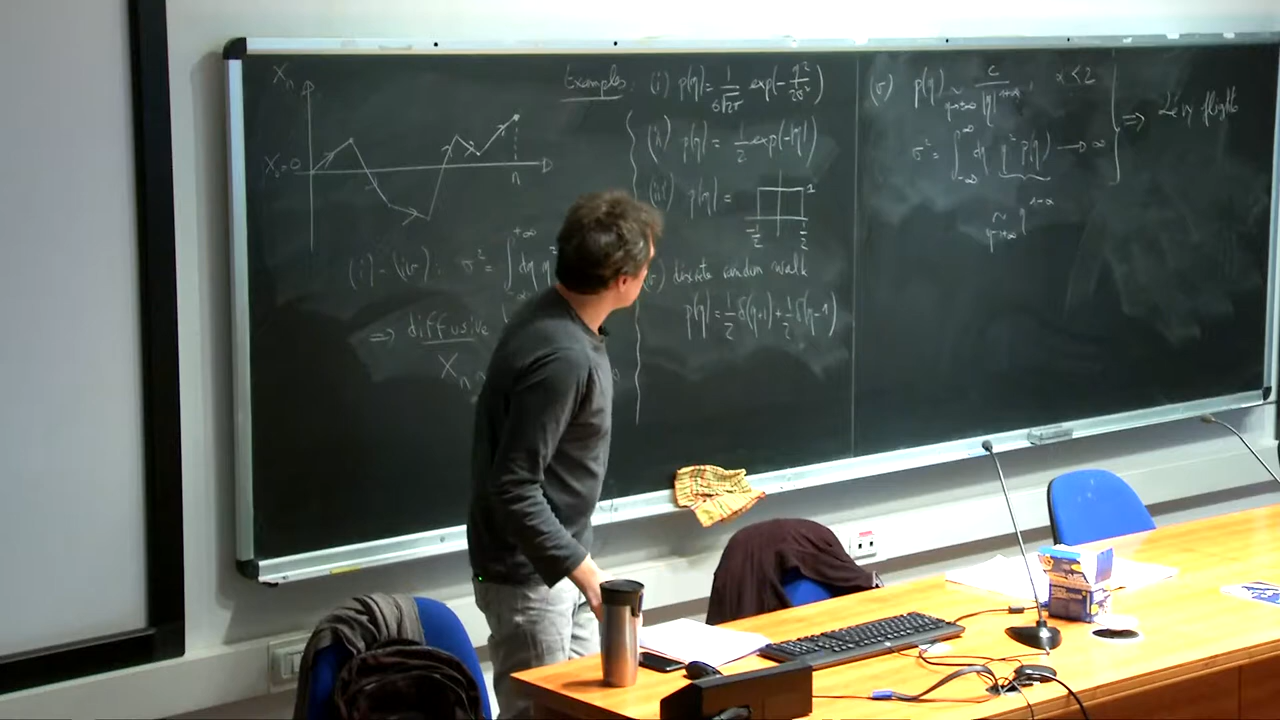 X_n
X_0=0
n
(i)-(iv): σ² = ∫_{-∞}^{+∞} dη η²
⇒ diffusive
X_n
Examples: (i) p(η) = 1/(σ√2π) exp(-η²/2σ²)
(ii) p(η) = 1/2 exp(-|η|)
(iii) p(η) = 1
-1/2 1/2
discrete random walk
p(η) = 1/2 δ(η+1) + 1/2 δ(η-1)
(v) p(η) ~_{η→±∞} c/|η|^{1+α}, α<2
σ² = ∫_{-∞}^{∞} dη η² p(η) → ∞ ⇒ Lévy flights
~_{η→±∞} η^{1-α}